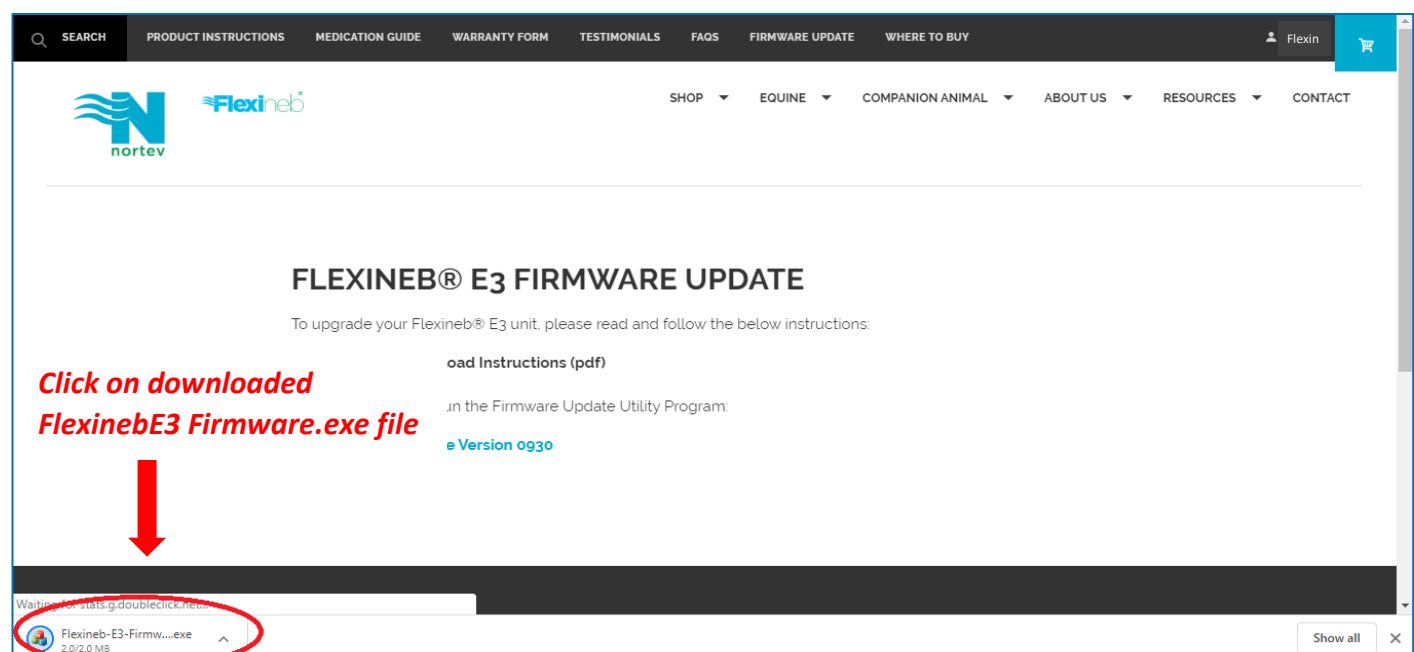 SEARCH PRODUCT INSTRUCTIONS MEDICATION GUIDE WARRANTY FORM TESTIMONIALS FAQS FIRMWARE UPDATE WHERE TO BUY Flexin
nortev
Flexineb
SHOP EQUINE COMPANION ANIMAL ABOUT US RESOURCES CONTACT
FLEXINEB® E3 FIRMWARE UPDATE
To upgrade your Flexineb® E3 unit, please read and follow the below instructions:
oad Instructions (pdf)
Click on downloaded
FlexinebE3 Firmware.exe file
un the Firmware Update Utility Program:
e Version 0930
Waiting for stats.g.doubleclick.net...
Flexineb-E3-Firmw....exe
2.0/2.0 MB
Show all